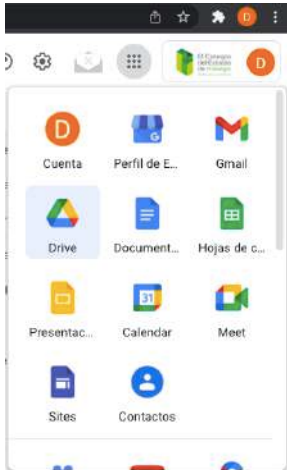 D
D
D
Cuenta
Perfil de E...
Gmail
Drive
Document...
Hojas de c...
Presentac...
31
Calendar
Meet
Sites
Contactos